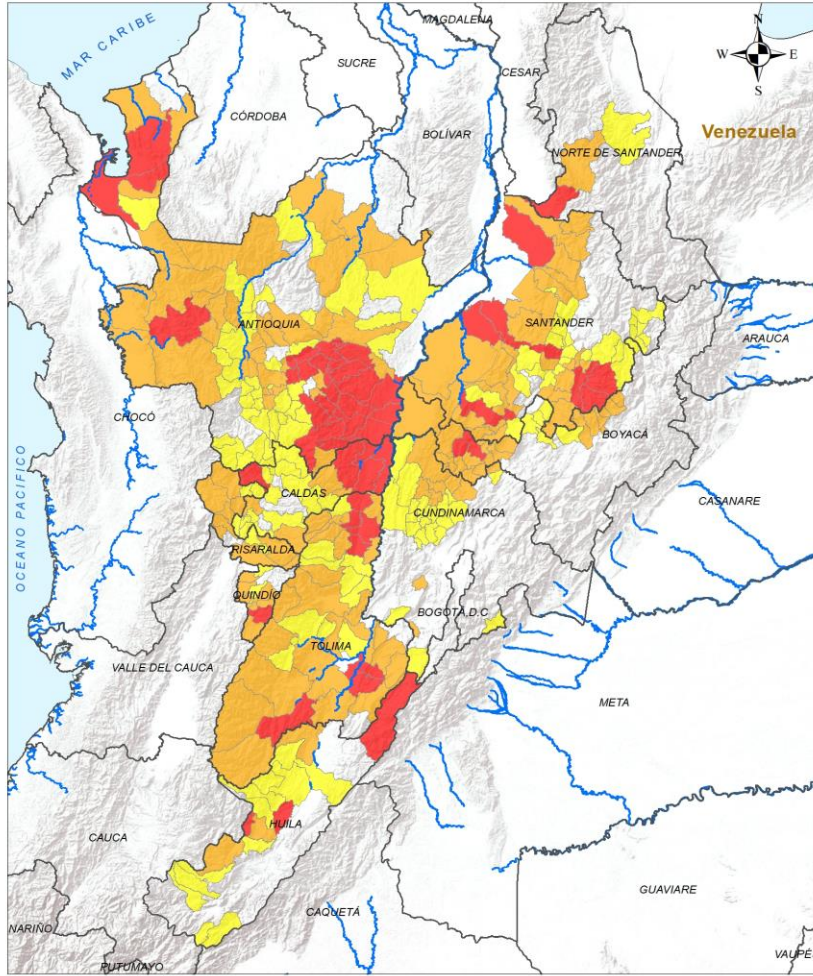 MAGDALENA
N
MAR CARIBE
W
E
SUCRE
CESAR
S
CÓRDOBA
BOLÍVAR
Venezuela
NORTE DE SANTANDER
ANTIOQUIA
SANTANDER
ARAUCA
CHOCÓ
BOYACÁ
OCEANO PACIFICO
CALDAS
CASANARE
CUNDINAMARCA
RISARALDA
QUINDÍO
BOGOTÁ D.C
TOLIMA
VALLE DEL CAUCA
META
HUILA
CAUCA
GUAVIARE
CAQUETÁ
NARIÑO
PUTUMAYO
VAUPÉ